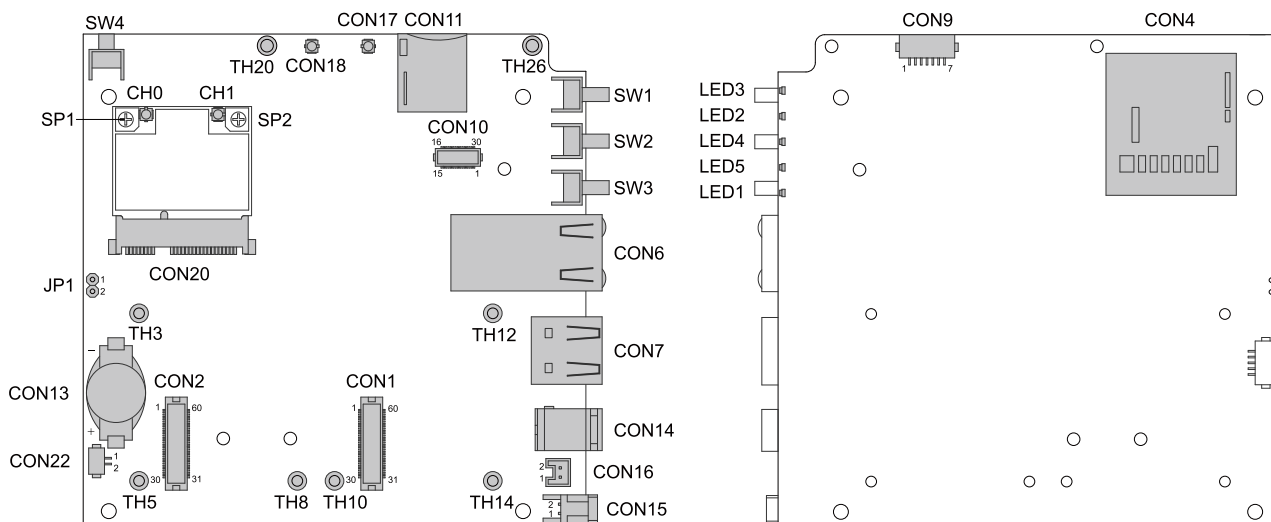 SW4
CON17 CON11
CON9
CON4
TH20
CON18
TH26
1 7
CH0
CH1
SP1
SP2
CON10
16 30
15 1
SW1
SW2
SW3
LED3
LED2
LED4
LED5
LED1
CON6
CON20
JP1
1
2
TH3
TH12
CON7
−
CON13
CON2
CON1
1 60
1 60
+
CON14
CON22
1
2
30 31
30 31
2
1
CON16
TH5
TH8
TH10
TH14
2
1
CON15